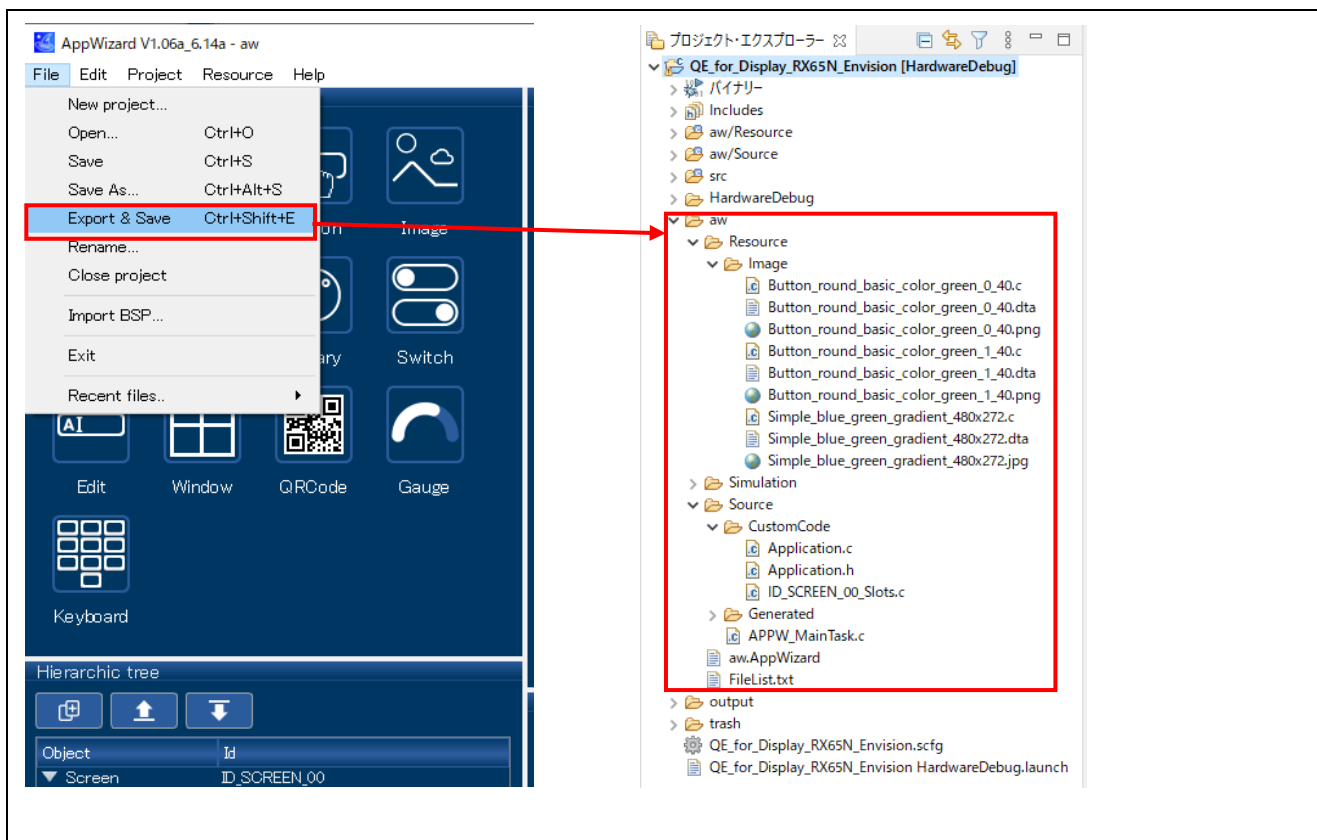 AppWizard V1.06a_6.14a - aw
File Edit Project Resource Help
New project...
Open... Ctrl+O
Save Ctrl+S
Save As... Ctrl+Alt+S
Export & Save Ctrl+Shift+E
Rename...
Close project
Import BSP...
Exit
Recent files..
Image
Switch
Edit Window QRCode Gauge
Keyboard
Hierarchic tree
Object Id
Screen ID_SCREEN_00
プロジェクト・エクスプローラー
QE_for_Display_RX65N_Envision [HardwareDebug]
バイナリー
Includes
aw/Resource
aw/Source
src
HardwareDebug
aw
Resource
Image
Button_round_basic_color_green_0_40.c
Button_round_basic_color_green_0_40.dta
Button_round_basic_color_green_0_40.png
Button_round_basic_color_green_1_40.c
Button_round_basic_color_green_1_40.dta
Button_round_basic_color_green_1_40.png
Simple_blue_green_gradient_480x272.c
Simple_blue_green_gradient_480x272.dta
Simple_blue_green_gradient_480x272.jpg
Simulation
Source
CustomCode
Application.c
Application.h
ID_SCREEN_00_Slots.c
Generated
APPW_MainTask.c
aw.AppWizard
FileList.txt
output
trash
QE_for_Display_RX65N_Envision.scfg
QE_for_Display_RX65N_Envision HardwareDebug.launch